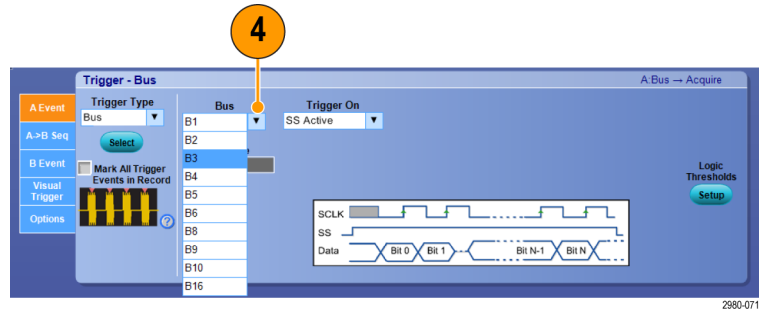 4
Trigger - Bus
A:Bus → Acquire
A Event
A->B Seq
B Event
Visual
Trigger
Options
Trigger Type
Bus
Select
Mark All Trigger
Events in Record
?
Bus
B1
B2
B3
B4
B5
B6
B8
B9
B10
B16
Trigger On
SS Active
SCLK
SS
Data
Bit 0
Bit 1
Bit N-1
Bit N
Logic
Thresholds
Setup
2980-071